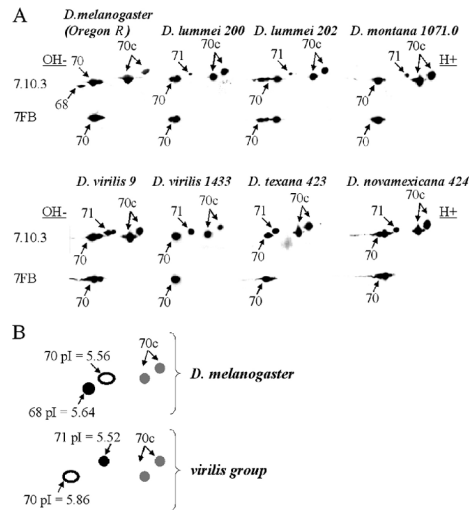 A
D.melanogaster
(Oregon R)
D. lummei 200
D. lummei 202
D. montana 1071.0
OH-
70
70c
71
70c
71
70c
71
70c
H+
7.10.3
68
70
70
70
7FB
70
70
70
70
D. virilis 9
D. virilis 1433
D. texana 423
D. novamexicana 424
OH-
71
70c
71
70c
71
70c
71
70c
H+
7.10.3
70
70
70
70
7FB
70
70
70
70
B
70 pI = 5.56
70c
D. melanogaster
68 pI = 5.64
71 pI = 5.52
70c
virilis group
70 pI = 5.86